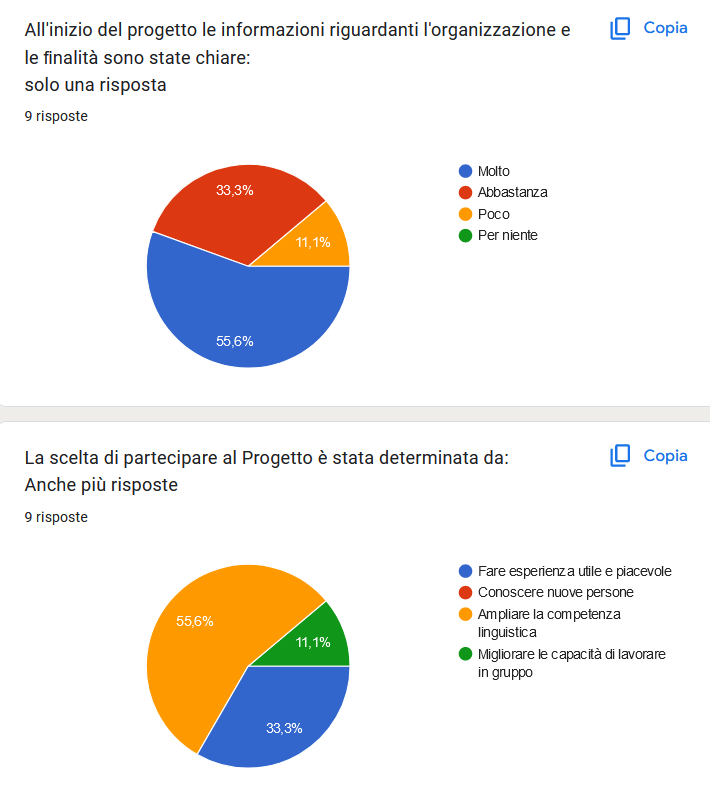 All'inizio del progetto le informazioni riguardanti l'organizzazione e
le finalità sono state chiare:
solo una risposta
Copia
9 risposte
33,3%
11,1%
55,6%
Molto
Abbastanza
Poco
Per niente
La scelta di partecipare al Progetto è stata determinata da:
Anche più risposte
Copia
9 risposte
55,6%
11,1%
33,3%
Fare esperienza utile e piacevole
Conoscere nuove persone
Ampliare la competenza
linguistica
Migliorare le capacità di lavorare
in gruppo